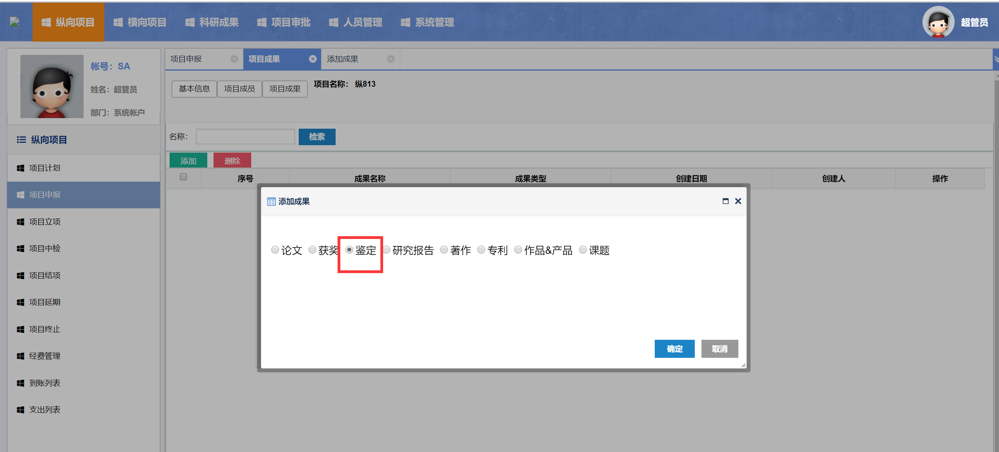 纵向项目 横向项目 科研成果 项目审批 人员管理 系统管理 超管员
帐号：SA
姓名：超管员
部门：系统帐户
纵向项目
项目计划
项目申报
项目立项
项目中检
项目结项
项目延期
项目终止
经费管理
到账列表
支出列表
项目申报 项目成果 添加成果
基本信息 项目成员 项目成果 项目名称： 纵813
名称： 检索
添加 删除
序号 成果名称 成果类型 创建日期 创建人 操作
添加成果
论文 获奖 鉴定 研究报告 著作 专利 作品&产品 课题
确定 取消